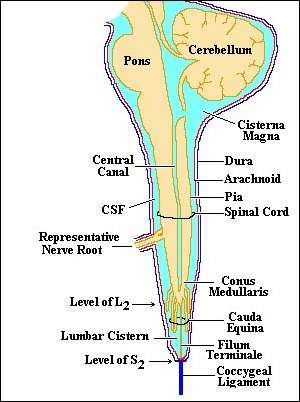 Cerebellum
Pons
Cisterna
Magna
Central
Canal
Dura
Arachnoid
Pia
CSF
Spinal Cord
Representative
Nerve Root
Conus
Medullaris
Level of L2
Cauda
Equina
Lumbar Cistern
Filum
Terminale
Level of S2
Coccygeal
Ligament